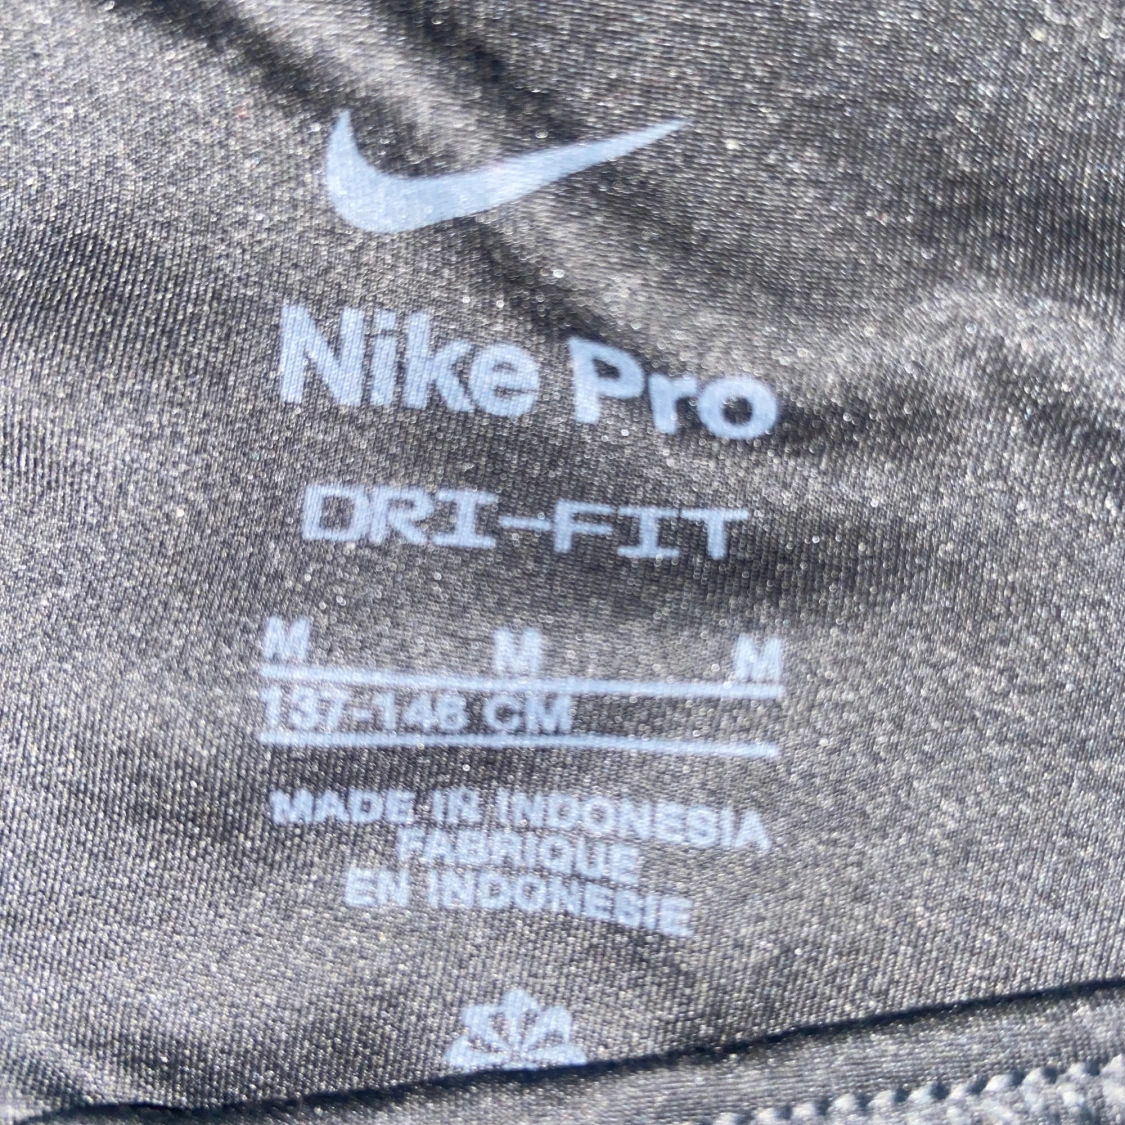 Nike Pro
DRI-FIT
M M M
137-148 CM
MADE IN INDONESIA
FABRIQUE
EN INDONESIE